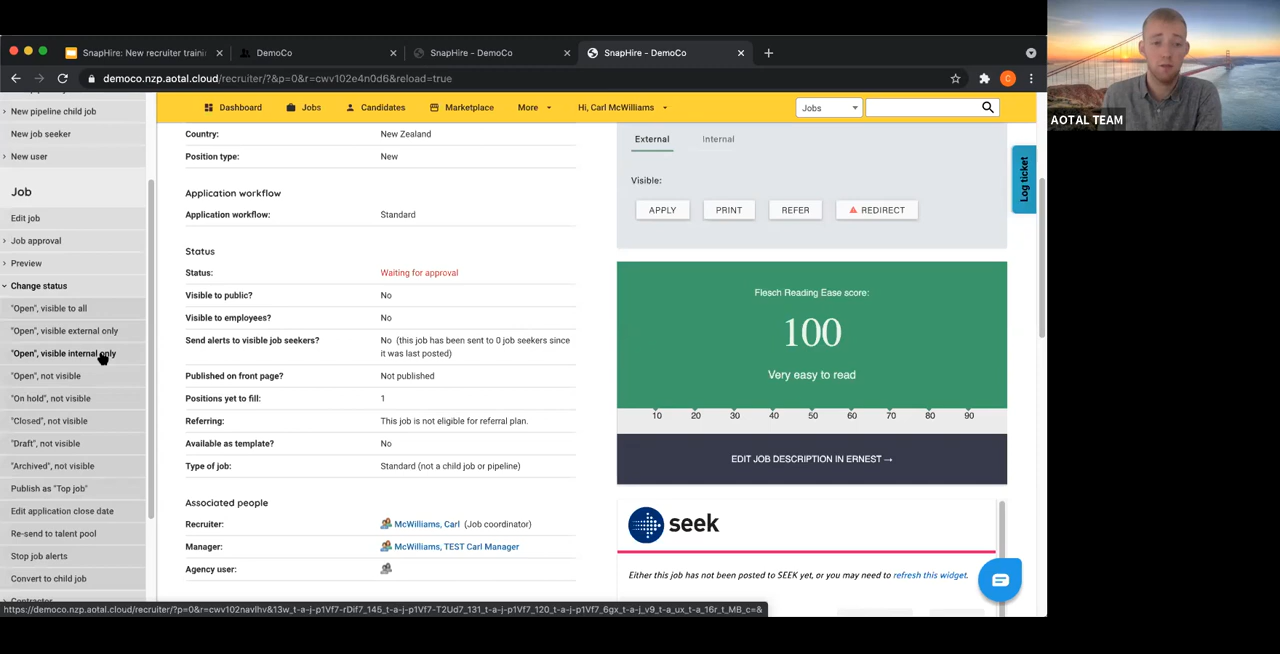 SnapHire: New recruiter traini
DemoCo
SnapHire - DemoCo
SnapHire - DemoCo
democo.nzp.aotal.cloud/recruiter/?&p=0&r=cwv102e4n0d6&reload=true
C
AOTAL TEAM
Dashboard
Jobs
Candidates
Marketplace
More
Hi, Carl McWilliams
Jobs
New pipeline child job
New job seeker
New user
Job
Edit job
Job approval
Preview
Change status
"Open", visible to all
"Open", visible external only
"Open", visible internal only
"Open", not visible
"On hold", not visible
"Closed", not visible
"Draft", not visible
"Archived", not visible
Publish as "Top job"
Edit application close date
Re-send to talent pool
Stop job alerts
Convert to child job
Country: New Zealand
Position type: New
Application workflow
Application workflow: Standard
Status
Status: Waiting for approval
Visible to public? No
Visible to employees? No
Send alerts to visible job seekers? No (this job has been sent to 0 job seekers since
it was last posted)
Published on front page? Not published
Positions yet to fill: 1
Referring: This job is not eligible for referral plan.
Available as template? No
Type of job: Standard (not a child job or pipeline)
Associated people
Recruiter: McWilliams, Carl (Job coordinator)
Manager: McWilliams, TEST Carl Manager
Agency user:
External Internal
Visible:
APPLY PRINT REFER REDIRECT
Log ticket
Flesch Reading Ease score:
100
Very easy to read
10 20 30 40 50 60 70 80 90
EDIT JOB DESCRIPTION IN ERNEST →
seek
Either this job has not been posted to SEEK yet, or you may need to refresh this widget.